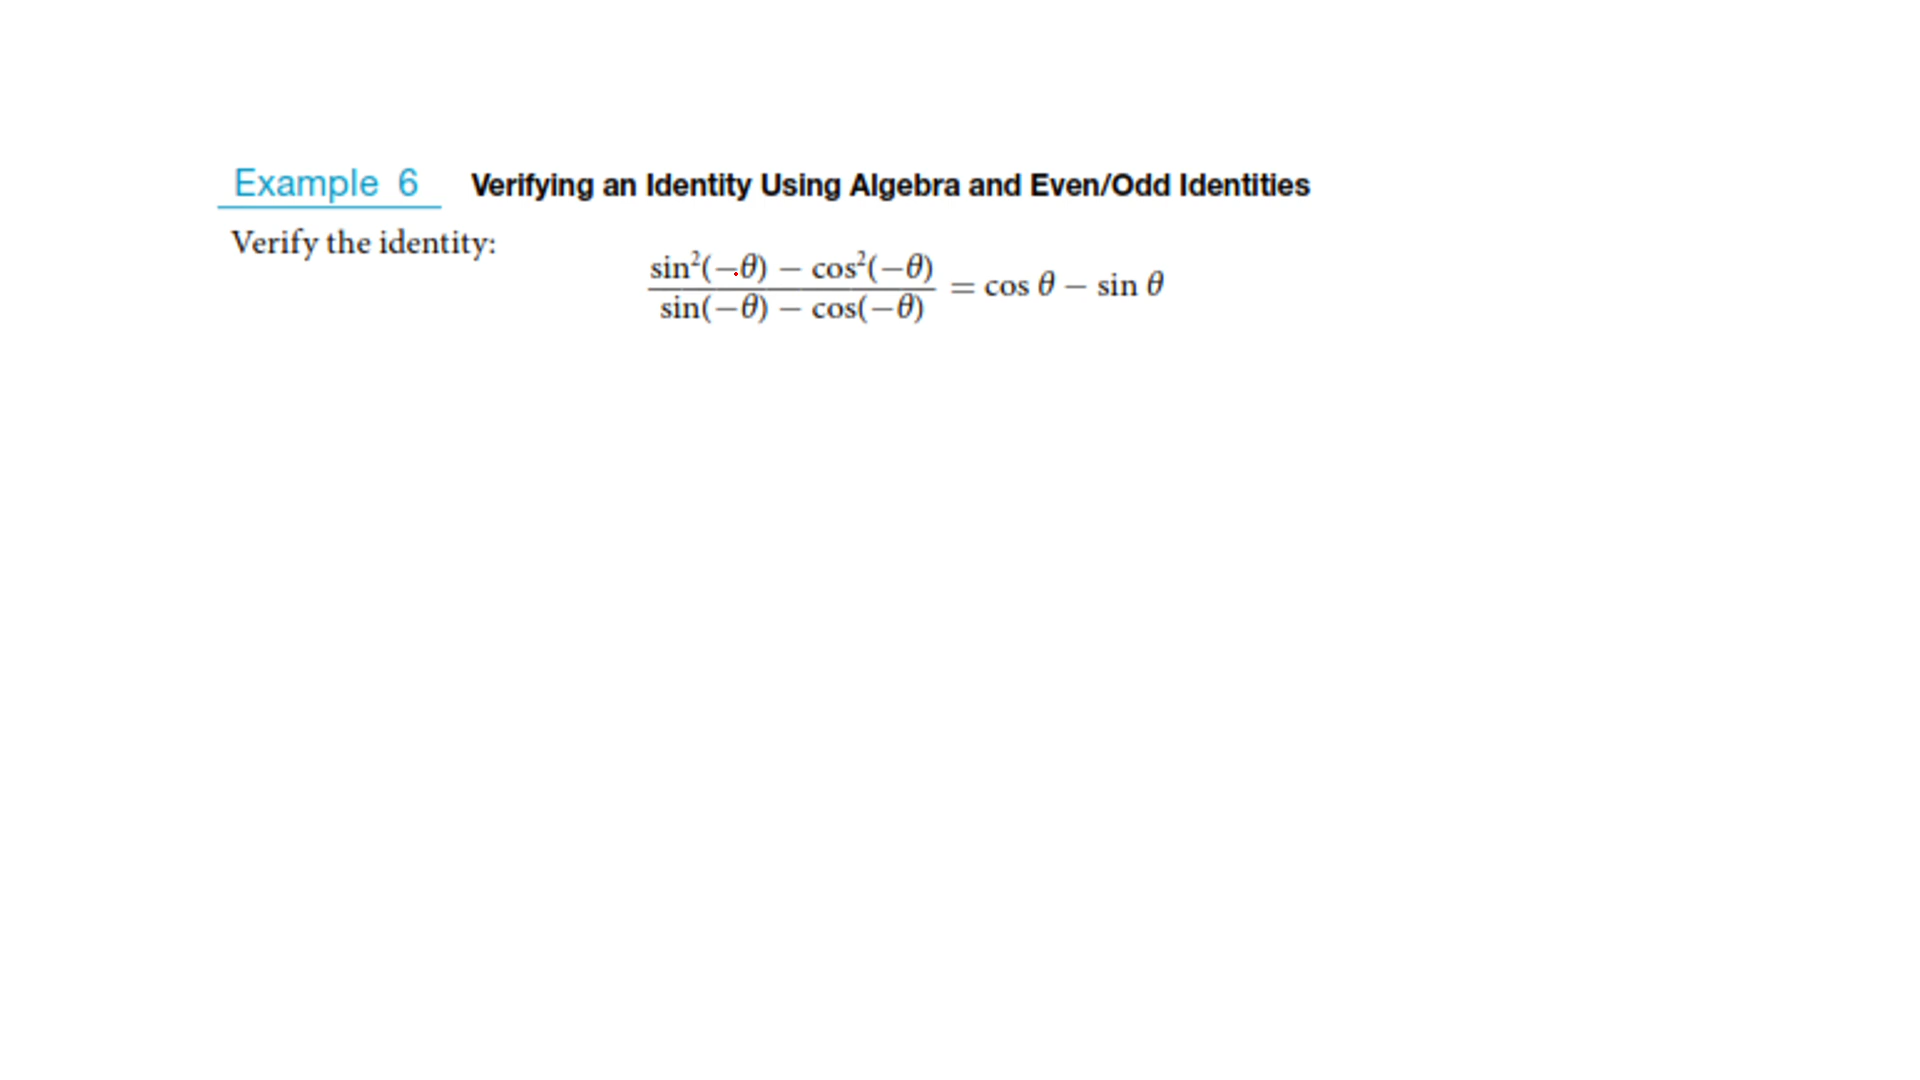 Example 6 Verifying an Identity Using Algebra and Even/Odd Identities
Verify the identity:
sin²(−θ) − cos²(−θ)
sin(−θ) − cos(−θ)
= cos θ − sin θ